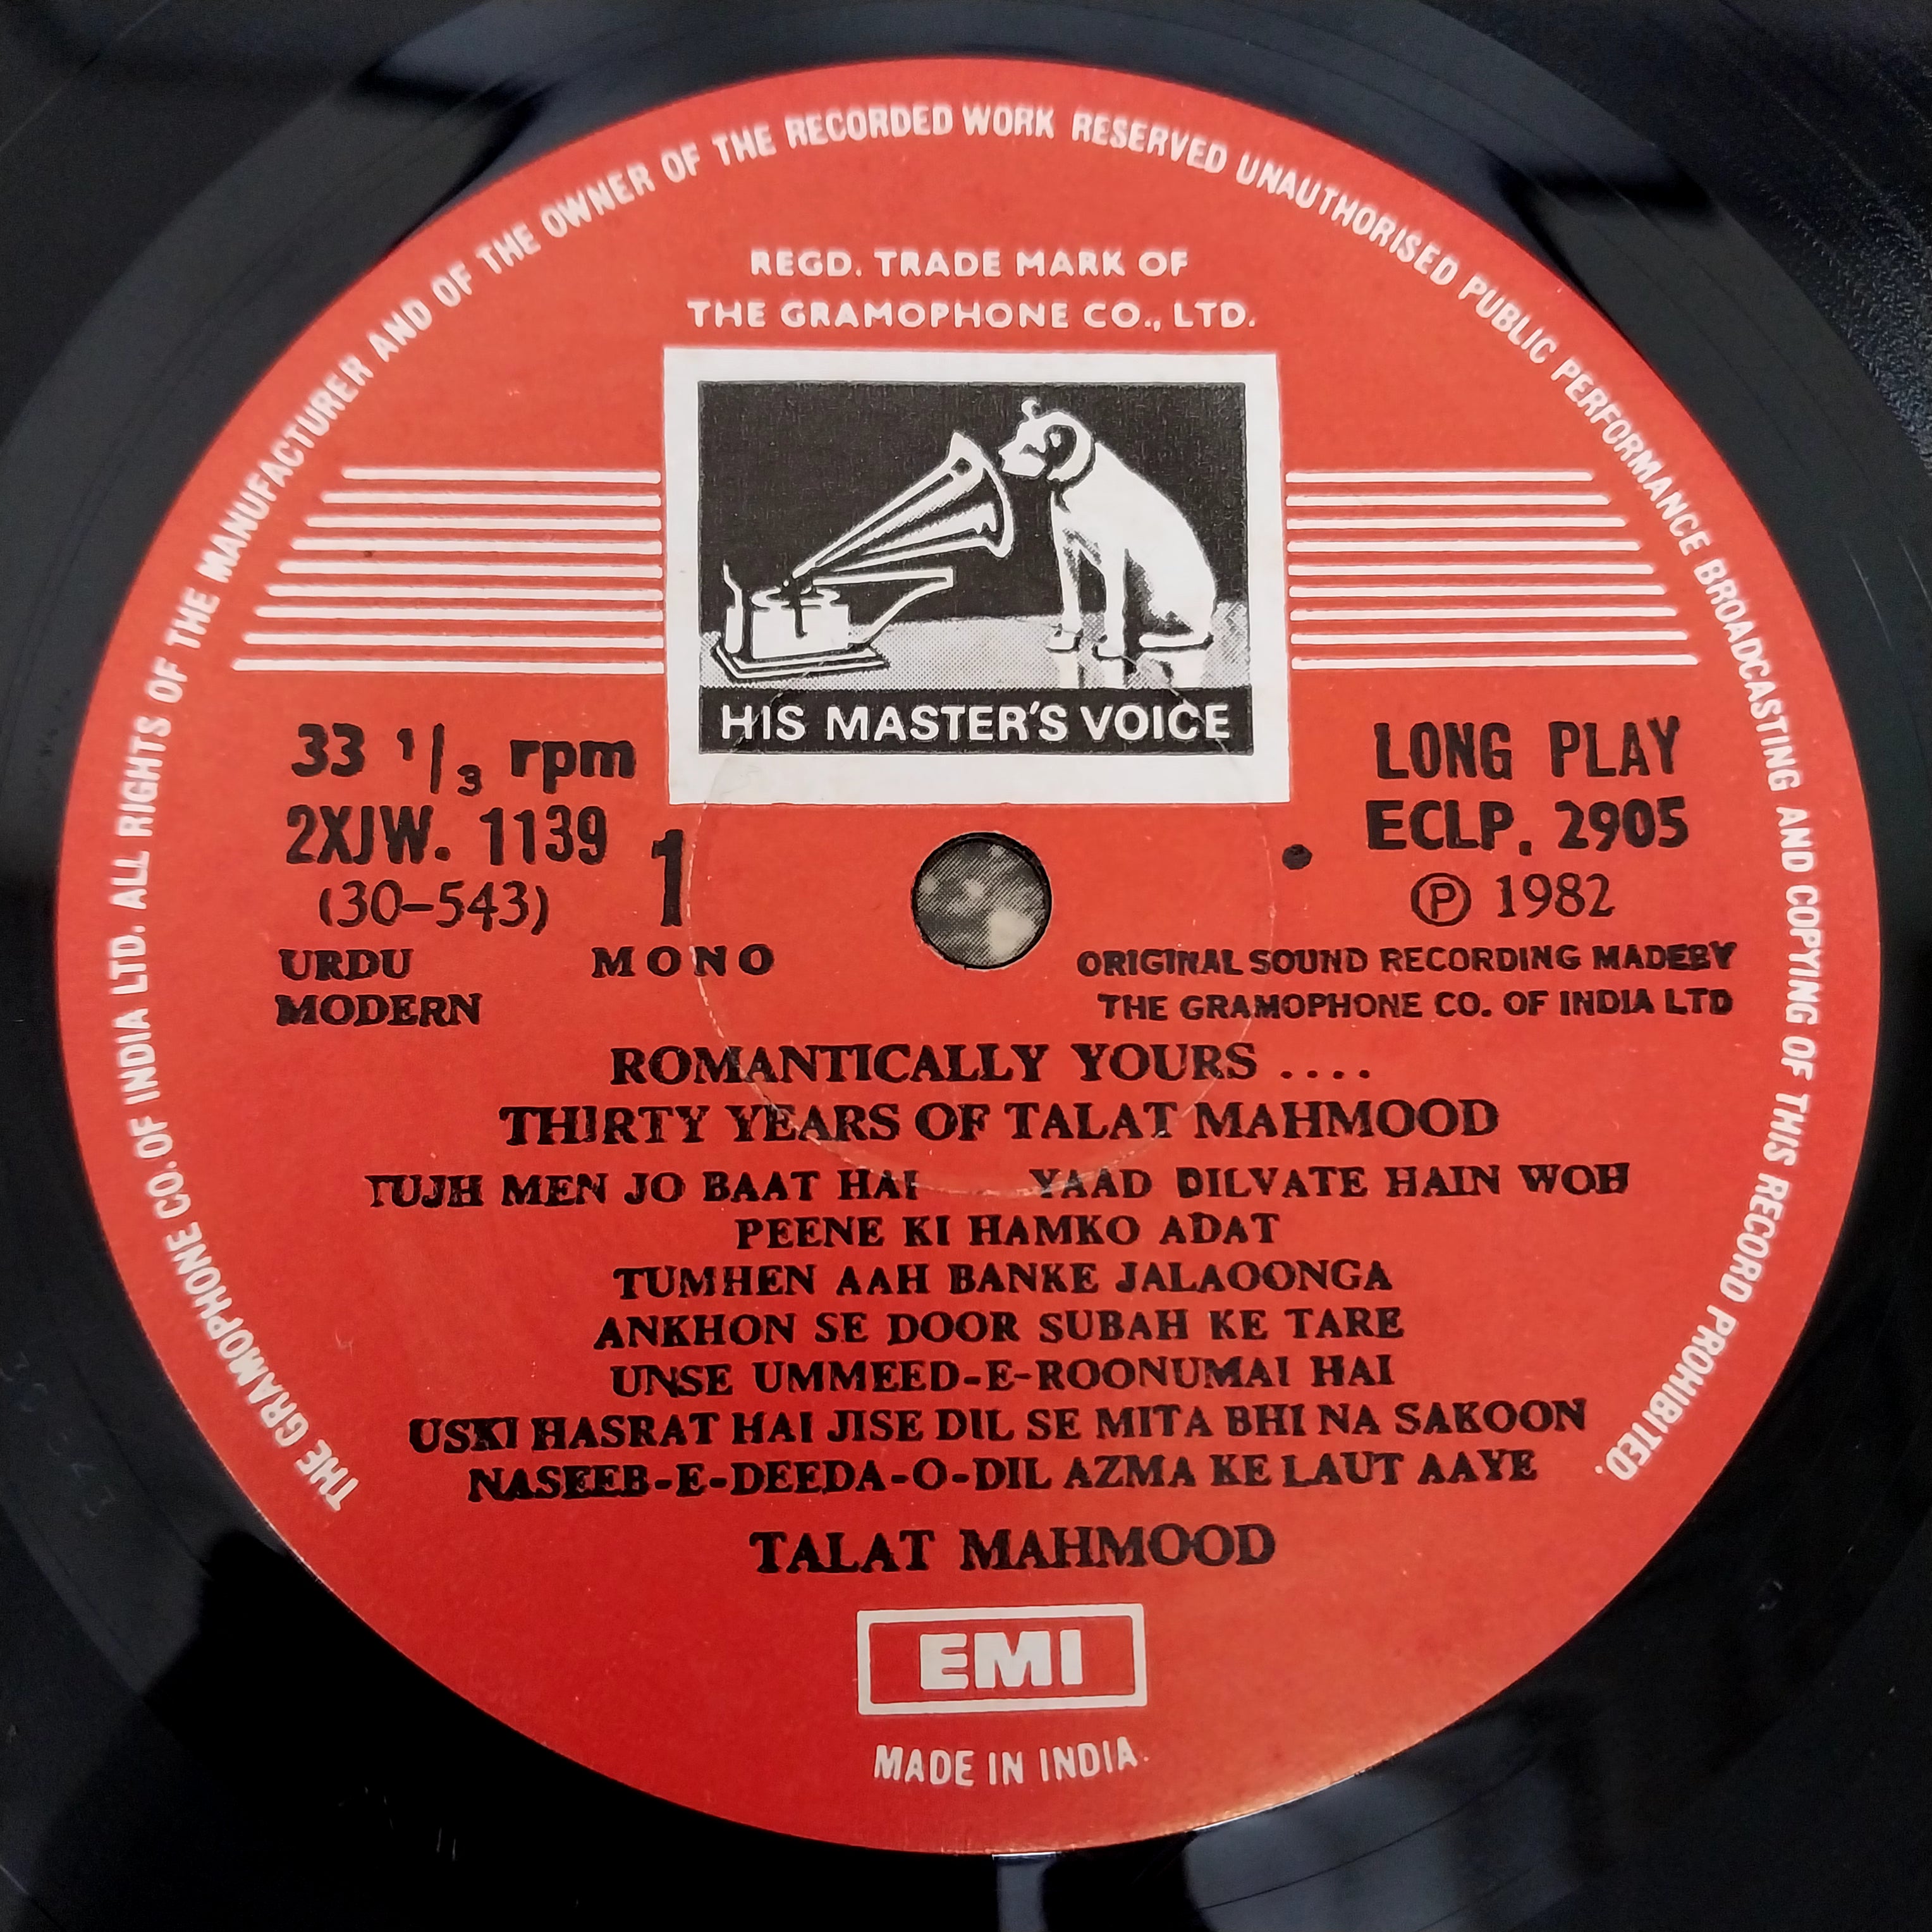 THE GRAMOPHONE CO. OF INDIA LTD. ALL RIGHTS OF THE MANUFACTURER AND OF THE OWNER OF THE RECORDED WORK RESERVED UNAUTHORISED PUBLIC PERFORMANCE BROADCASTING AND COPYING OF THIS RECORD PROHIBITED.
REGD. TRADE MARK OF
THE GRAMOPHONE CO., LTD.
HIS MASTER'S VOICE
33 1/3 rpm
2XJW. 1139
(30-543)
1
URDU
MODERN
MONO
LONG PLAY
ECLP. 2905
Ⓟ 1982
ORIGINAL SOUND RECORDING MADEBY
THE GRAMOPHONE CO. OF INDIA LTD
ROMANTICALLY YOURS ....
THIRTY YEARS OF TALAT MAHMOOD
TUJH MEN JO BAAT HAI YAAD DILVATE HAIN WOH
PEENE KI HAMKO ADAT
TUMHEN AAH BANKE JALAOONGA
ANKHON SE DOOR SUBAH KE TARE
UNSE UMMEED-E-ROONUMAI HAI
USKI HASRAT HAI JISE DIL SE MITA BHI NA SAKOON
NASEEB-E-DEEDA-O-DIL AZMA KE LAUT AAYE
TALAT MAHMOOD
EMI
MADE IN INDIA.